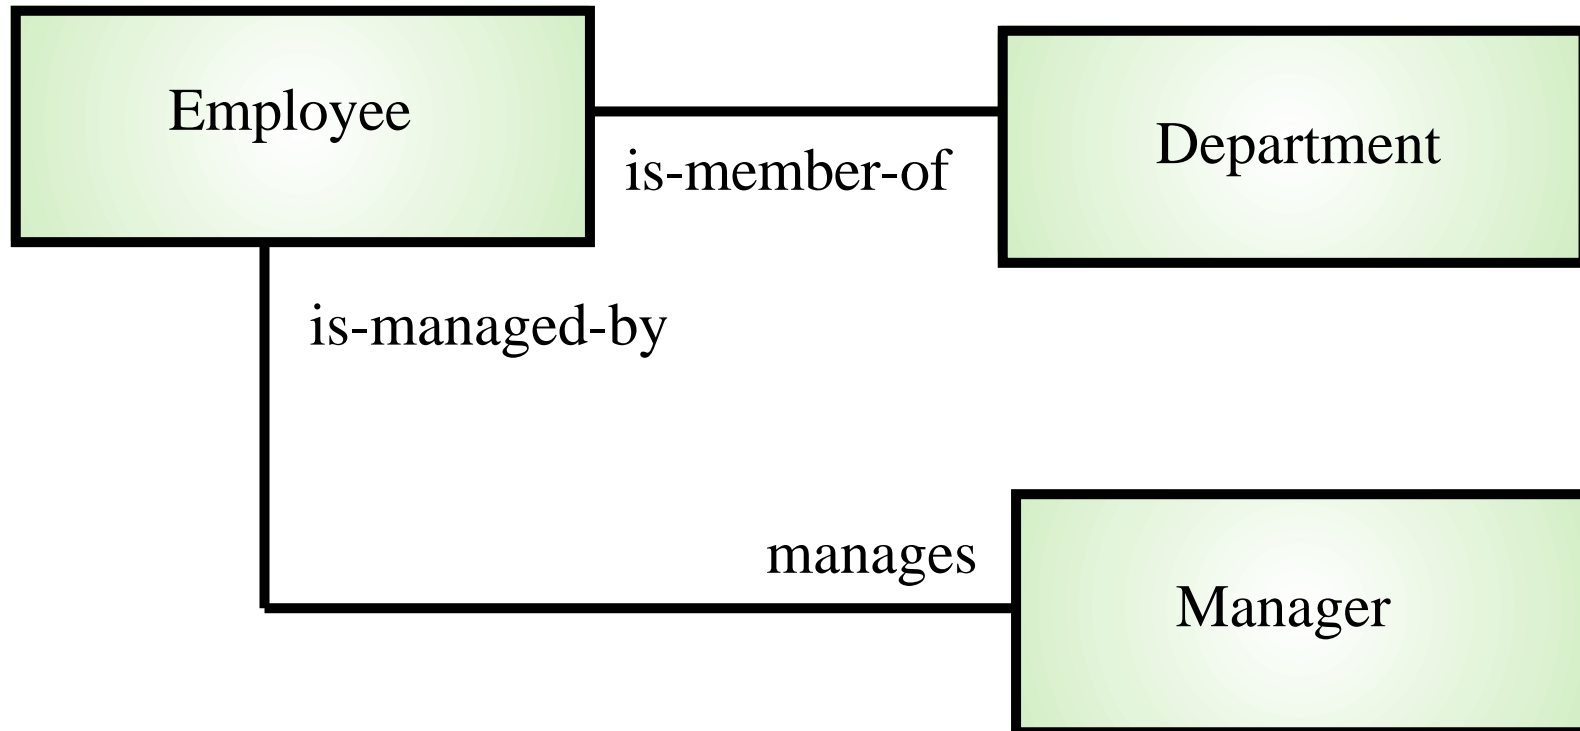 Employee
Department
is-member-of
is-managed-by
manages
Manager